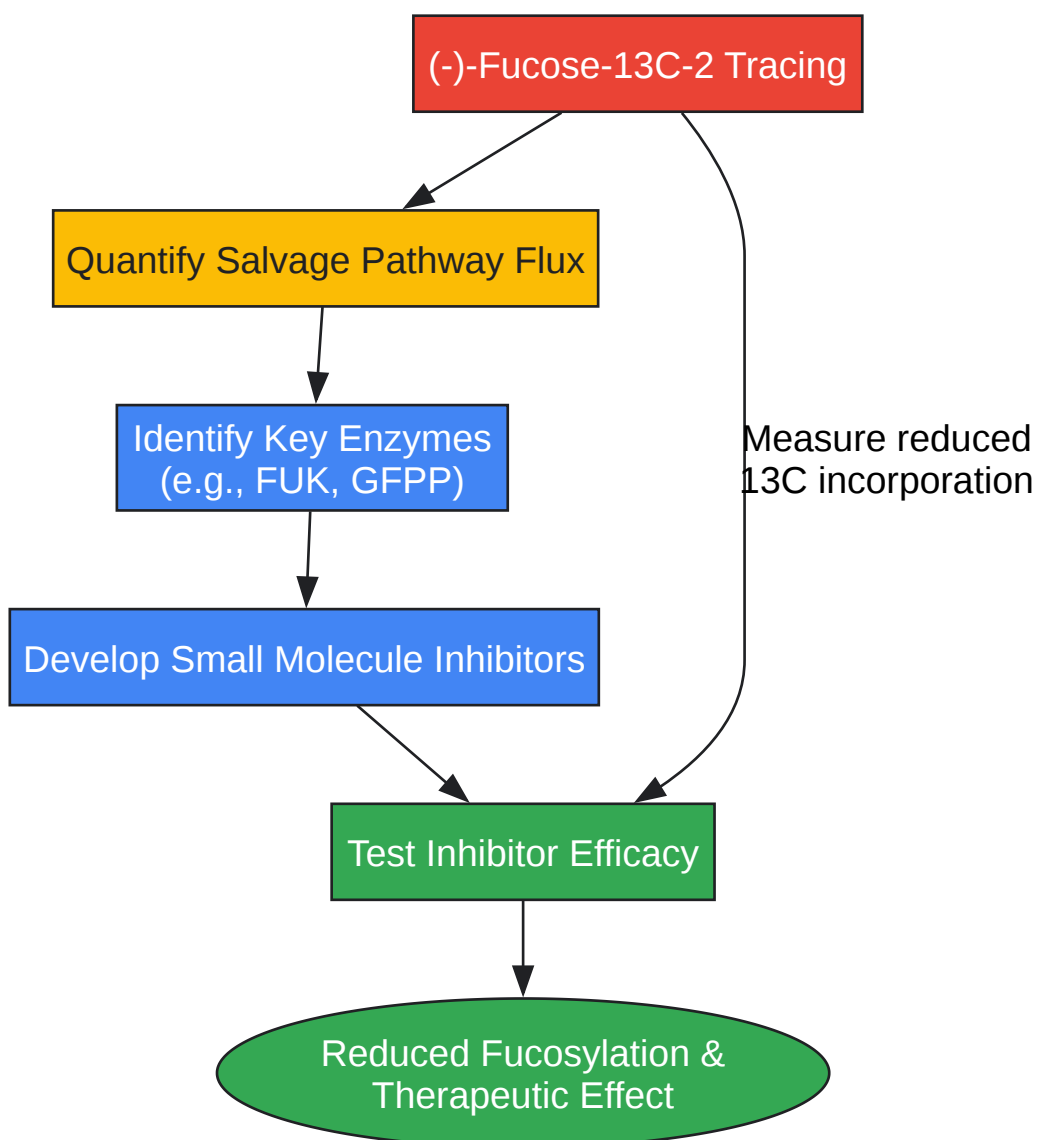 (-)-Fucose-13C-2 Tracing
Quantify Salvage Pathway Flux
Identify Key Enzymes
(e.g., FUK, GFPP)
Measure reduced
13C incorporation
Develop Small Molecule Inhibitors
Test Inhibitor Efficacy
Reduced Fucosylation &
Therapeutic Effect